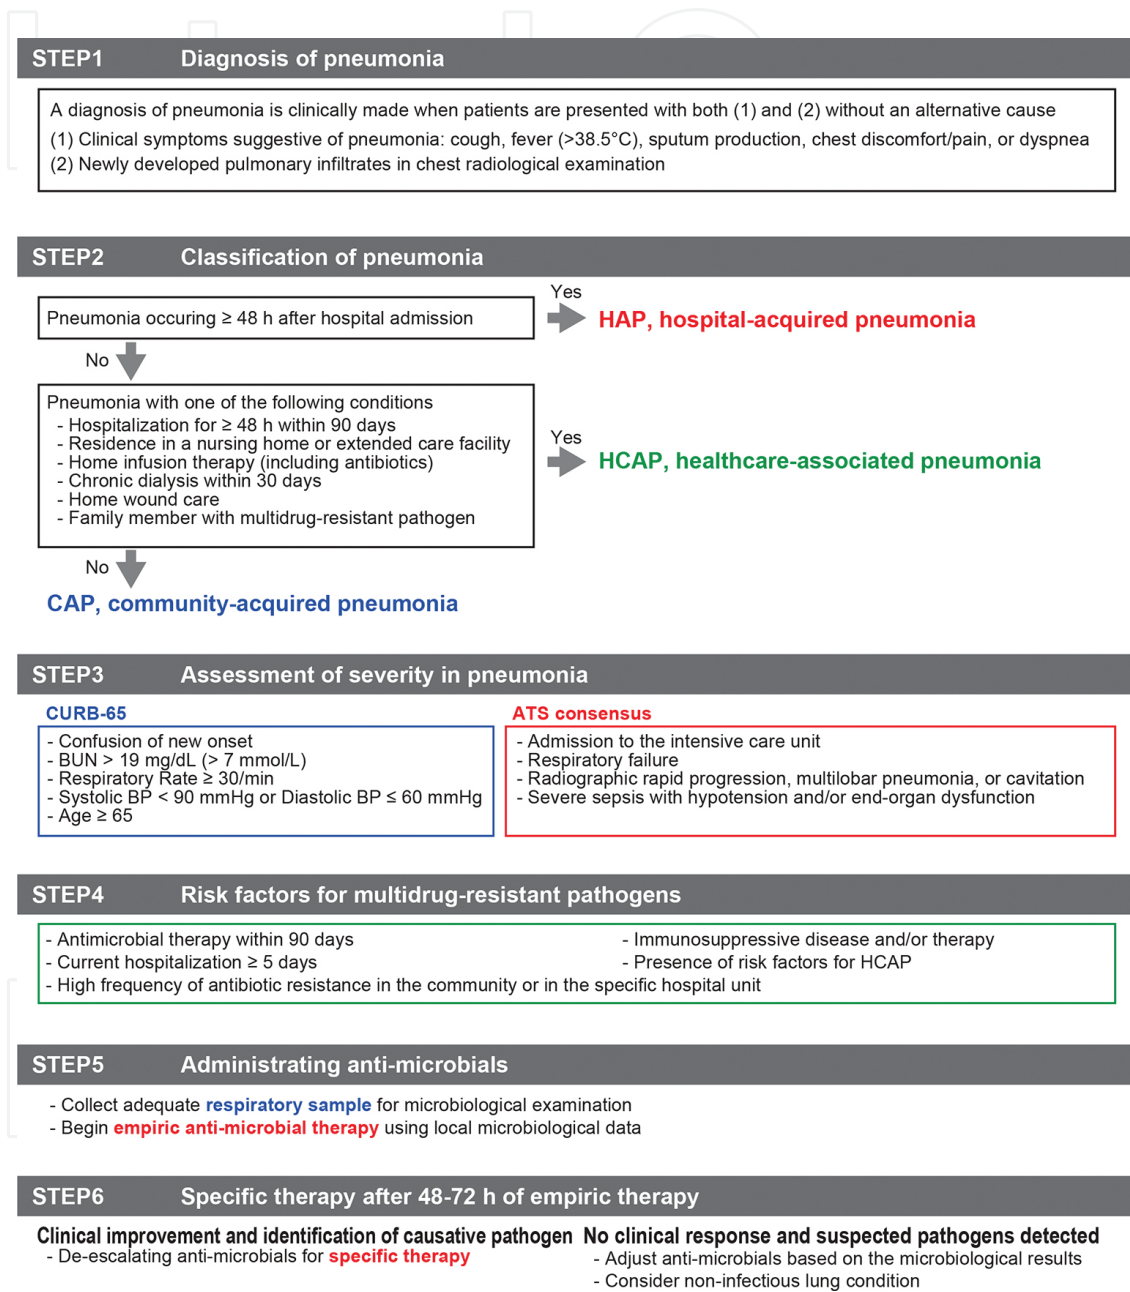 STEP1 Diagnosis of pneumonia
A diagnosis of pneumonia is clinically made when patients are presented with both (1) and (2) without an alternative cause
(1) Clinical symptoms suggestive of pneumonia: cough, fever (>38.5°C), sputum production, chest discomfort/pain, or dyspnea
(2) Newly developed pulmonary infiltrates in chest radiological examination
STEP2 Classification of pneumonia
Pneumonia occuring ≥ 48 h after hospital admission
Yes
HAP, hospital-acquired pneumonia
No
Pneumonia with one of the following conditions
- Hospitalization for ≥ 48 h within 90 days
- Residence in a nursing home or extended care facility
- Home infusion therapy (including antibiotics)
- Chronic dialysis within 30 days
- Home wound care
- Family member with multidrug-resistant pathogen
Yes
HCAP, healthcare-associated pneumonia
No
CAP, community-acquired pneumonia
STEP3 Assessment of severity in pneumonia
CURB-65
- Confusion of new onset
- BUN > 19 mg/dL (> 7 mmol/L)
- Respiratory Rate ≥ 30/min
- Systolic BP < 90 mmHg or Diastolic BP ≤ 60 mmHg
- Age ≥ 65
ATS consensus
- Admission to the intensive care unit
- Respiratory failure
- Radiographic rapid progression, multilobar pneumonia, or cavitation
- Severe sepsis with hypotension and/or end-organ dysfunction
STEP4 Risk factors for multidrug-resistant pathogens
- Antimicrobial therapy within 90 days
- Immunosuppressive disease and/or therapy
- Current hospitalization ≥ 5 days
- Presence of risk factors for HCAP
- High frequency of antibiotic resistance in the community or in the specific hospital unit
STEP5 Administrating anti-microbials
- Collect adequate respiratory sample for microbiological examination
- Begin empiric anti-microbial therapy using local microbiological data
STEP6 Specific therapy after 48-72 h of empiric therapy
Clinical improvement and identification of causative pathogen
- De-escalating anti-microbials for specific therapy
No clinical response and suspected pathogens detected
- Adjust anti-microbials based on the microbiological results
- Consider non-infectious lung condition